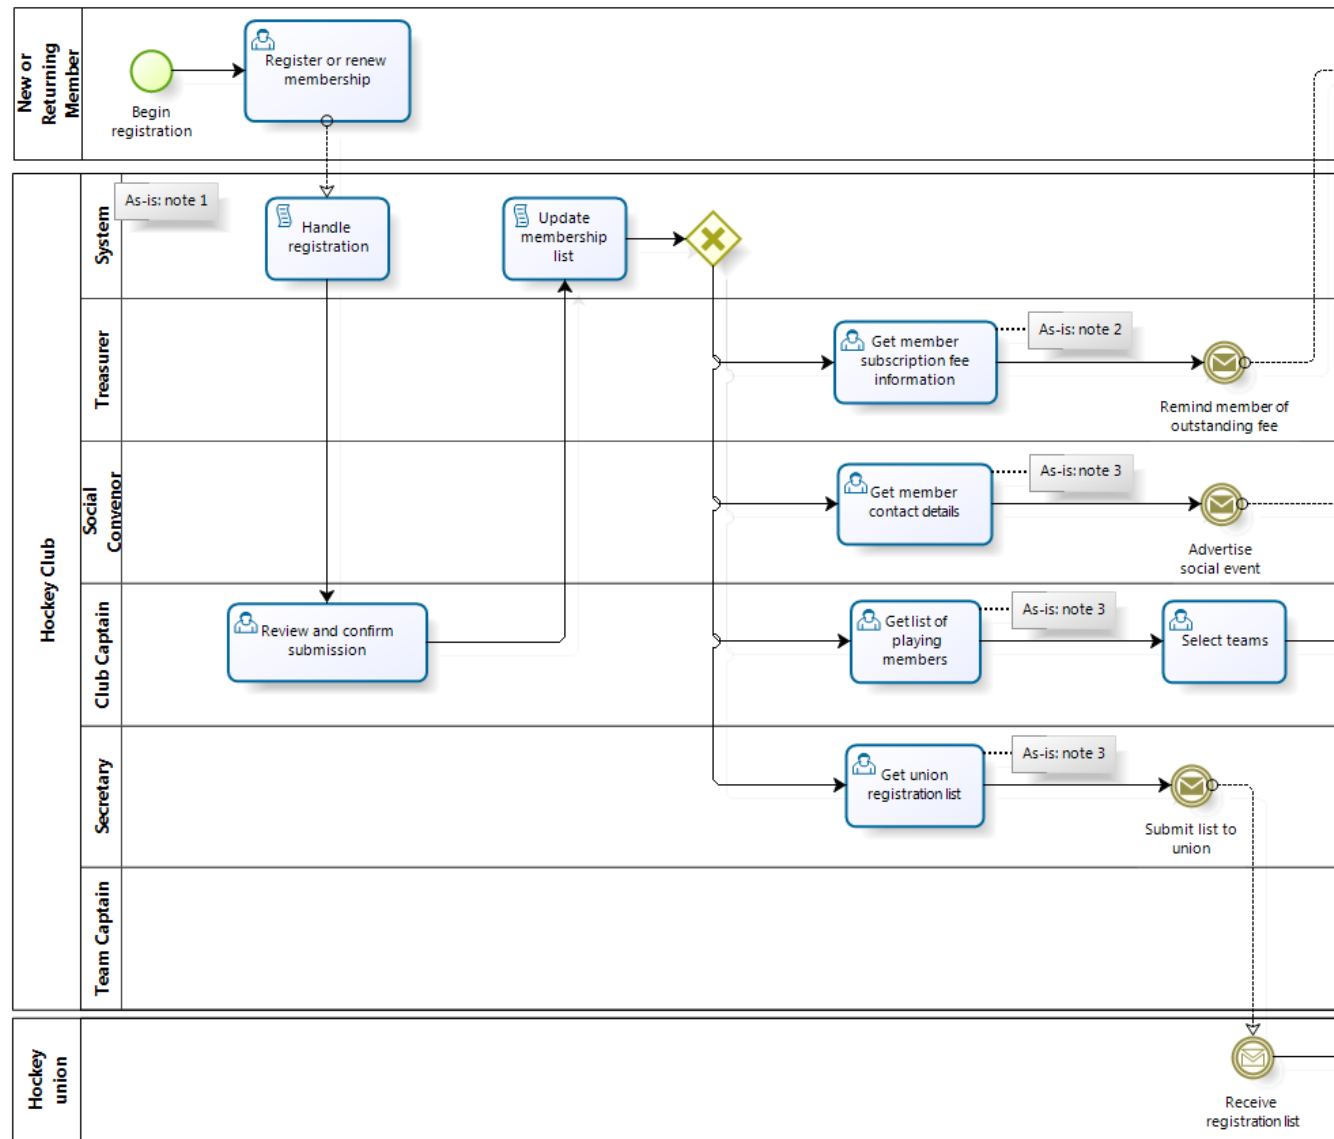 New or
Returning
Member
Begin
registration
Register or renew
membership
Hockey Club
System
As-is: note 1
Handle
registration
Update
membership
list
Treasurer
Get member
subscription fee
information
As-is: note 2
Remind member of
outstanding fee
Social
Convenor
Get member
contact details
As-is: note 3
Advertise
social event
Club Captain
Review and confirm
submission
Get list of
playing
members
As-is: note 3
Select teams
Secretary
Get union
registration list
As-is: note 3
Submit list to
union
Team Captain
Hockey
union
Receive
registration list